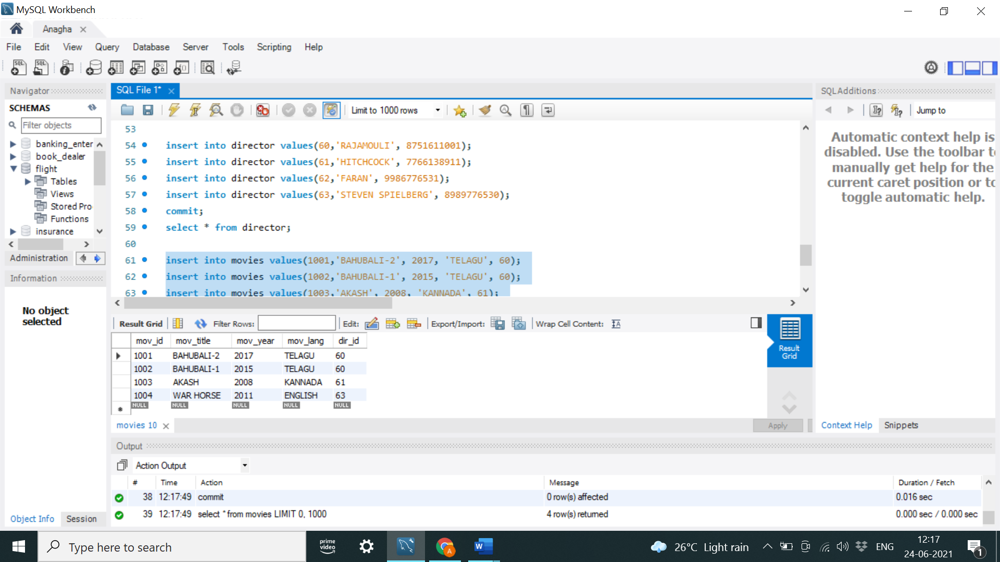 MySQL Workbench
Anagha
File Edit View Query Database Server Tools Scripting Help
Navigator
SCHEMAS
Filter objects
banking_enter
book_dealer
flight
Tables
Views
Stored Pro
Functions
insurance
Administration
Information
No object
selected
Object Info Session
SQL File 1*
Limit to 1000 rows
53
54 insert into director values(60,'RAJAMOULI', 8751611001);
55 insert into director values(61,'HITCHCOCK', 7766138911);
56 insert into director values(62,'FARAN', 9986776531);
57 insert into director values(63,'STEVEN SPIELBERG', 8989776530);
58 commit;
59 select * from director;
60
61 insert into movies values(1001,'BAHUBALI-2', 2017, 'TELAGU', 60);
62 insert into movies values(1002,'BAHUBALI-1', 2015, 'TELAGU', 60);
63 insert into movies values(1003,'AKASH', 2008, 'KANNADA', 61);
Result Grid Filter Rows: Edit: Export/Import: Wrap Cell Content:
mov_id mov_title mov_year mov_lang dir_id
1001 BAHUBALI-2 2017 TELAGU 60
1002 BAHUBALI-1 2015 TELAGU 60
1003 AKASH 2008 KANNADA 61
1004 WAR HORSE 2011 ENGLISH 63
NULL NULL NULL NULL NULL
Result
Grid
movies 10
Apply
SQLAdditions
Jump to
Automatic context help is
disabled. Use the toolbar to
manually get help for the
current caret position or to
toggle automatic help.
Context Help Snippets
Output
Action Output
# Time Action Message Duration / Fetch
38 12:17:49 commit 0 row(s) affected 0.016 sec
39 12:17:49 select * from movies LIMIT 0, 1000 4 row(s) returned 0.000 sec / 0.000 sec
Type here to search
prime
video
W
A
26°C Light rain
ENG
12:17
24-06-2021
1